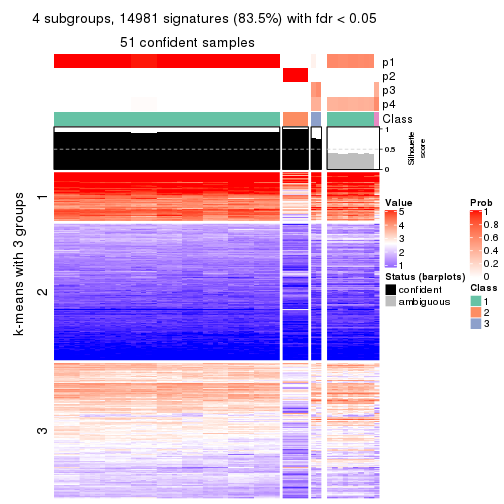 4 subgroups, 14981 signatures (83.5%) with fdr < 0.05
51 confident samples
p1
p2
p3
p4
Class
1
0.5
0
Silhouette
score
k-means with 3 groups
1
2
3
Value
5
4
3
2
1
Status (barplots)
confident
ambiguous
Prob
1
0.8
0.6
0.4
0.2
0
Class
1
2
3